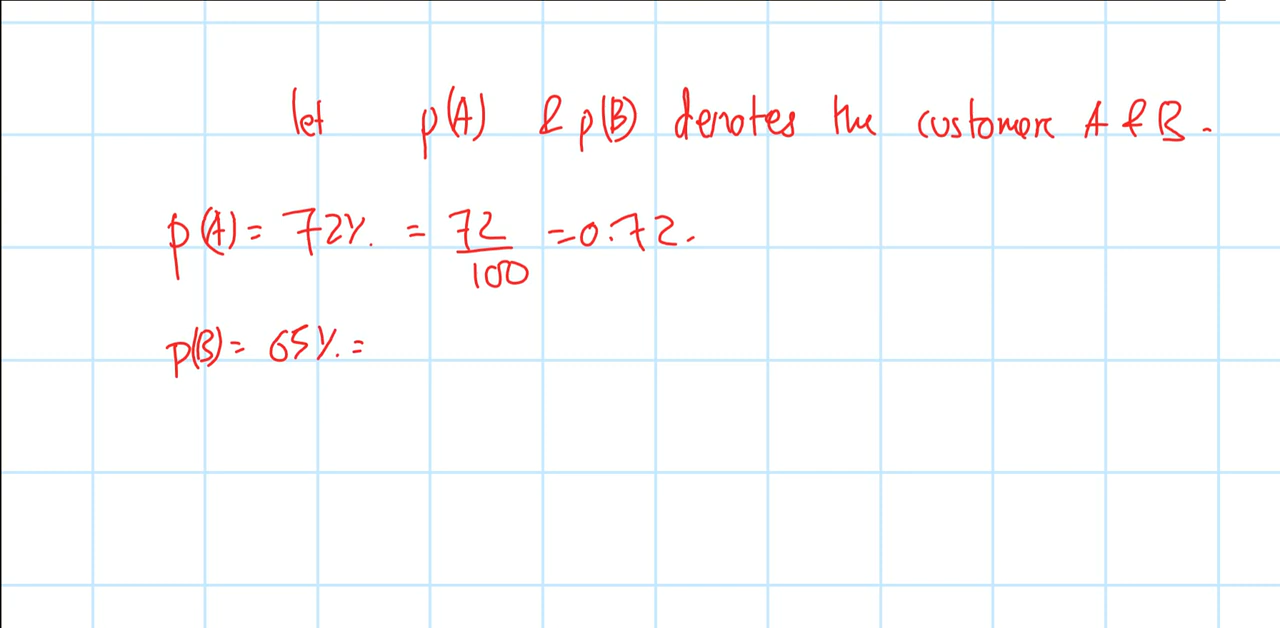 let p(A) & p(B) denotes the customer A & B.
p(A) = 72% = 72/100 = 0.72.
p(B) = 65% =